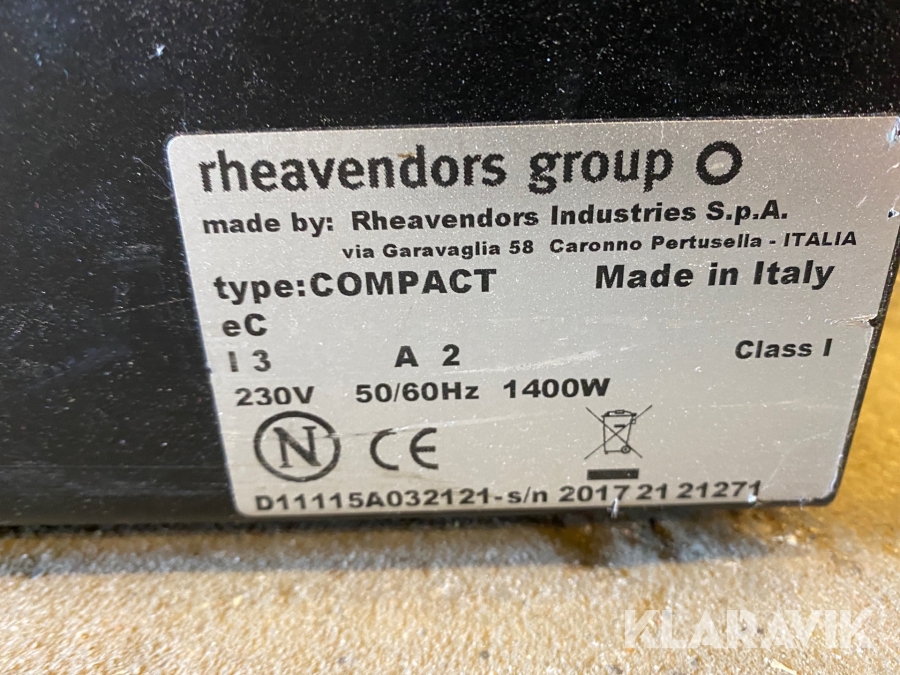 rheavendors group
made by: Rheavendors Industries S.p.A.
via Garavaglia 58 Caronno Pertusella - ITALIA
type:COMPACT Made in Italy
eC
I 3 A 2 Class I
230V 50/60Hz 1400W
N CE
D11115A032121-s/n 2017 21 21271
KLARAVIK